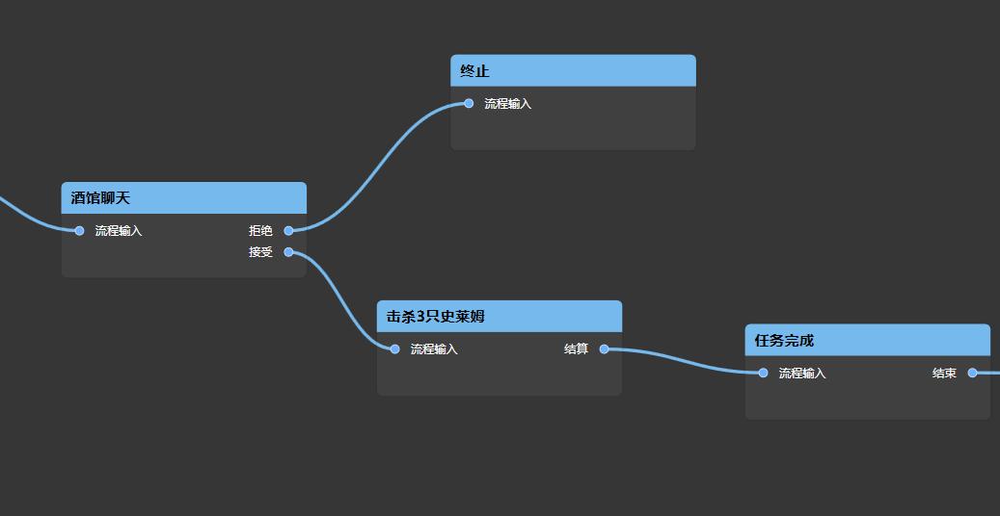 终止
流程输入
酒馆聊天
流程输入
拒绝
接受
击杀3只史莱姆
流程输入
结算
任务完成
流程输入
结束